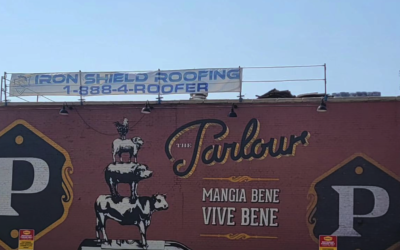 IRON SHIELD ROOFING
1-888-4-ROOFER
THE
Parlour
MANGIA BENE
VIVE BENE
P
P